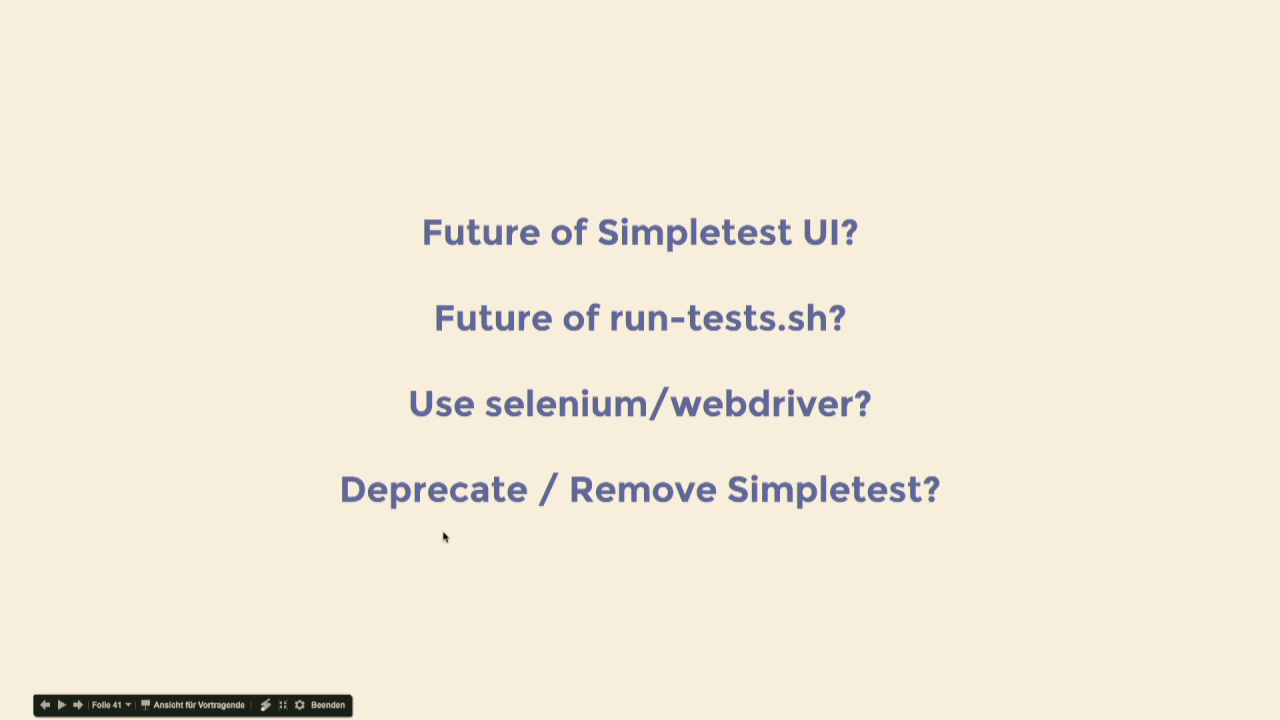 Future of Simpletest UI?
Future of run-tests.sh?
Use selenium/webdriver?
Deprecate / Remove Simpletest?
Folie 41 Ansicht für Vortragende Beenden